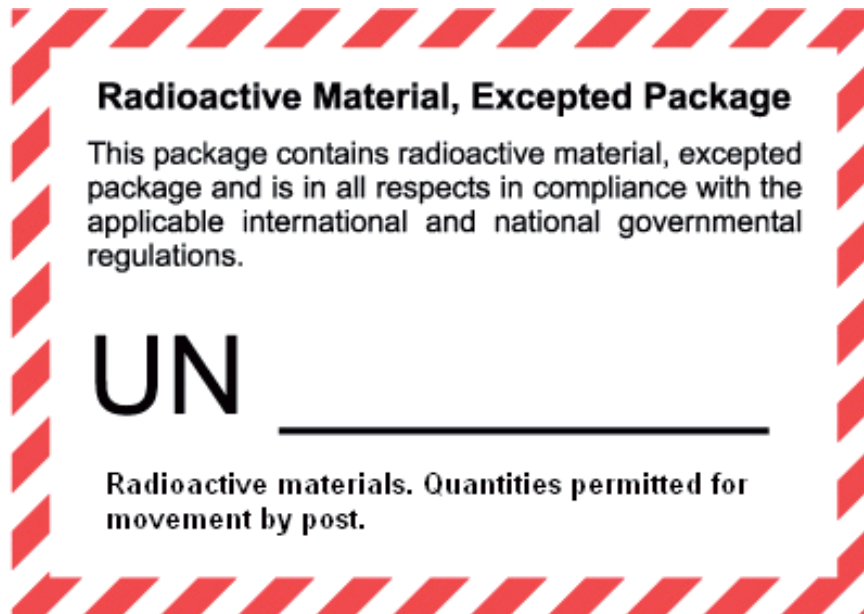 Radioactive Material, Excepted Package
This package contains radioactive material, excepted
package and is in all respects in compliance with the
applicable international and national governmental
regulations.
UN
Radioactive materials. Quantities permitted for
movement by post.